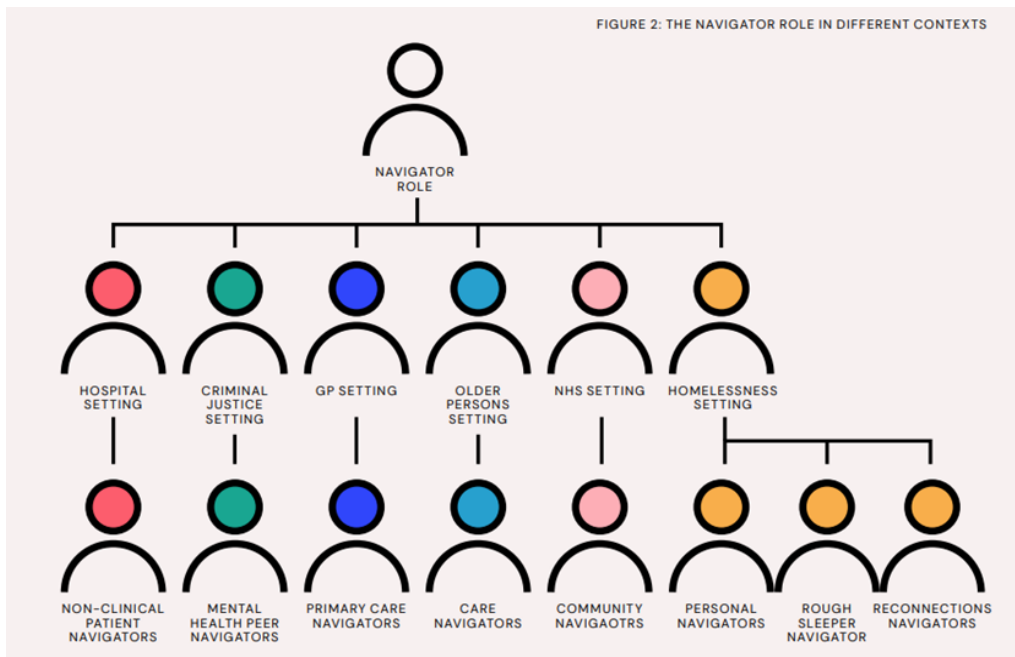 FIGURE 2: THE NAVIGATOR ROLE IN DIFFERENT CONTEXTS
NAVIGATOR
ROLE
HOSPITAL
SETTING
CRIMINAL
JUSTICE
SETTING
GP SETTING
OLDER
PERSONS
SETTING
NHS SETTING
HOMELESSNESS
SETTING
NON-CLINICAL
PATIENT
NAVIGATORS
MENTAL
HEALTH PEER
NAVIGATORS
PRIMARY CARE
NAVIGATORS
CARE
NAVIGATORS
COMMUNITY
NAVIGAOTRS
PERSONAL
NAVIGATORS
ROUGH
SLEEPER
NAVIGATOR
RECONNECTIONS
NAVIGATORS